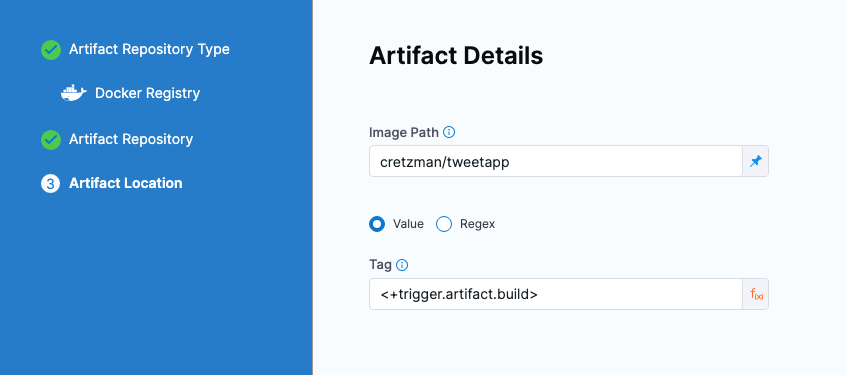 Artifact Repository Type
Docker Registry
Artifact Repository
3 Artifact Location
Artifact Details
Image Path
cretzman/tweetapp
Value Regex
Tag
<+trigger.artifact.build>
f(x)